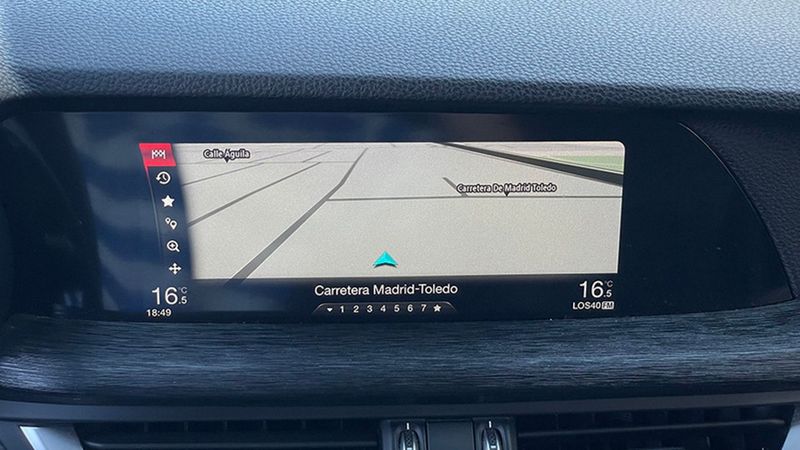 Calle Águila
Carretera De Madrid Toledo
16°C.5
18:49
Carretera Madrid-Toledo
1 2 3 4 5 6 7
16°C.5
LOS40 FM